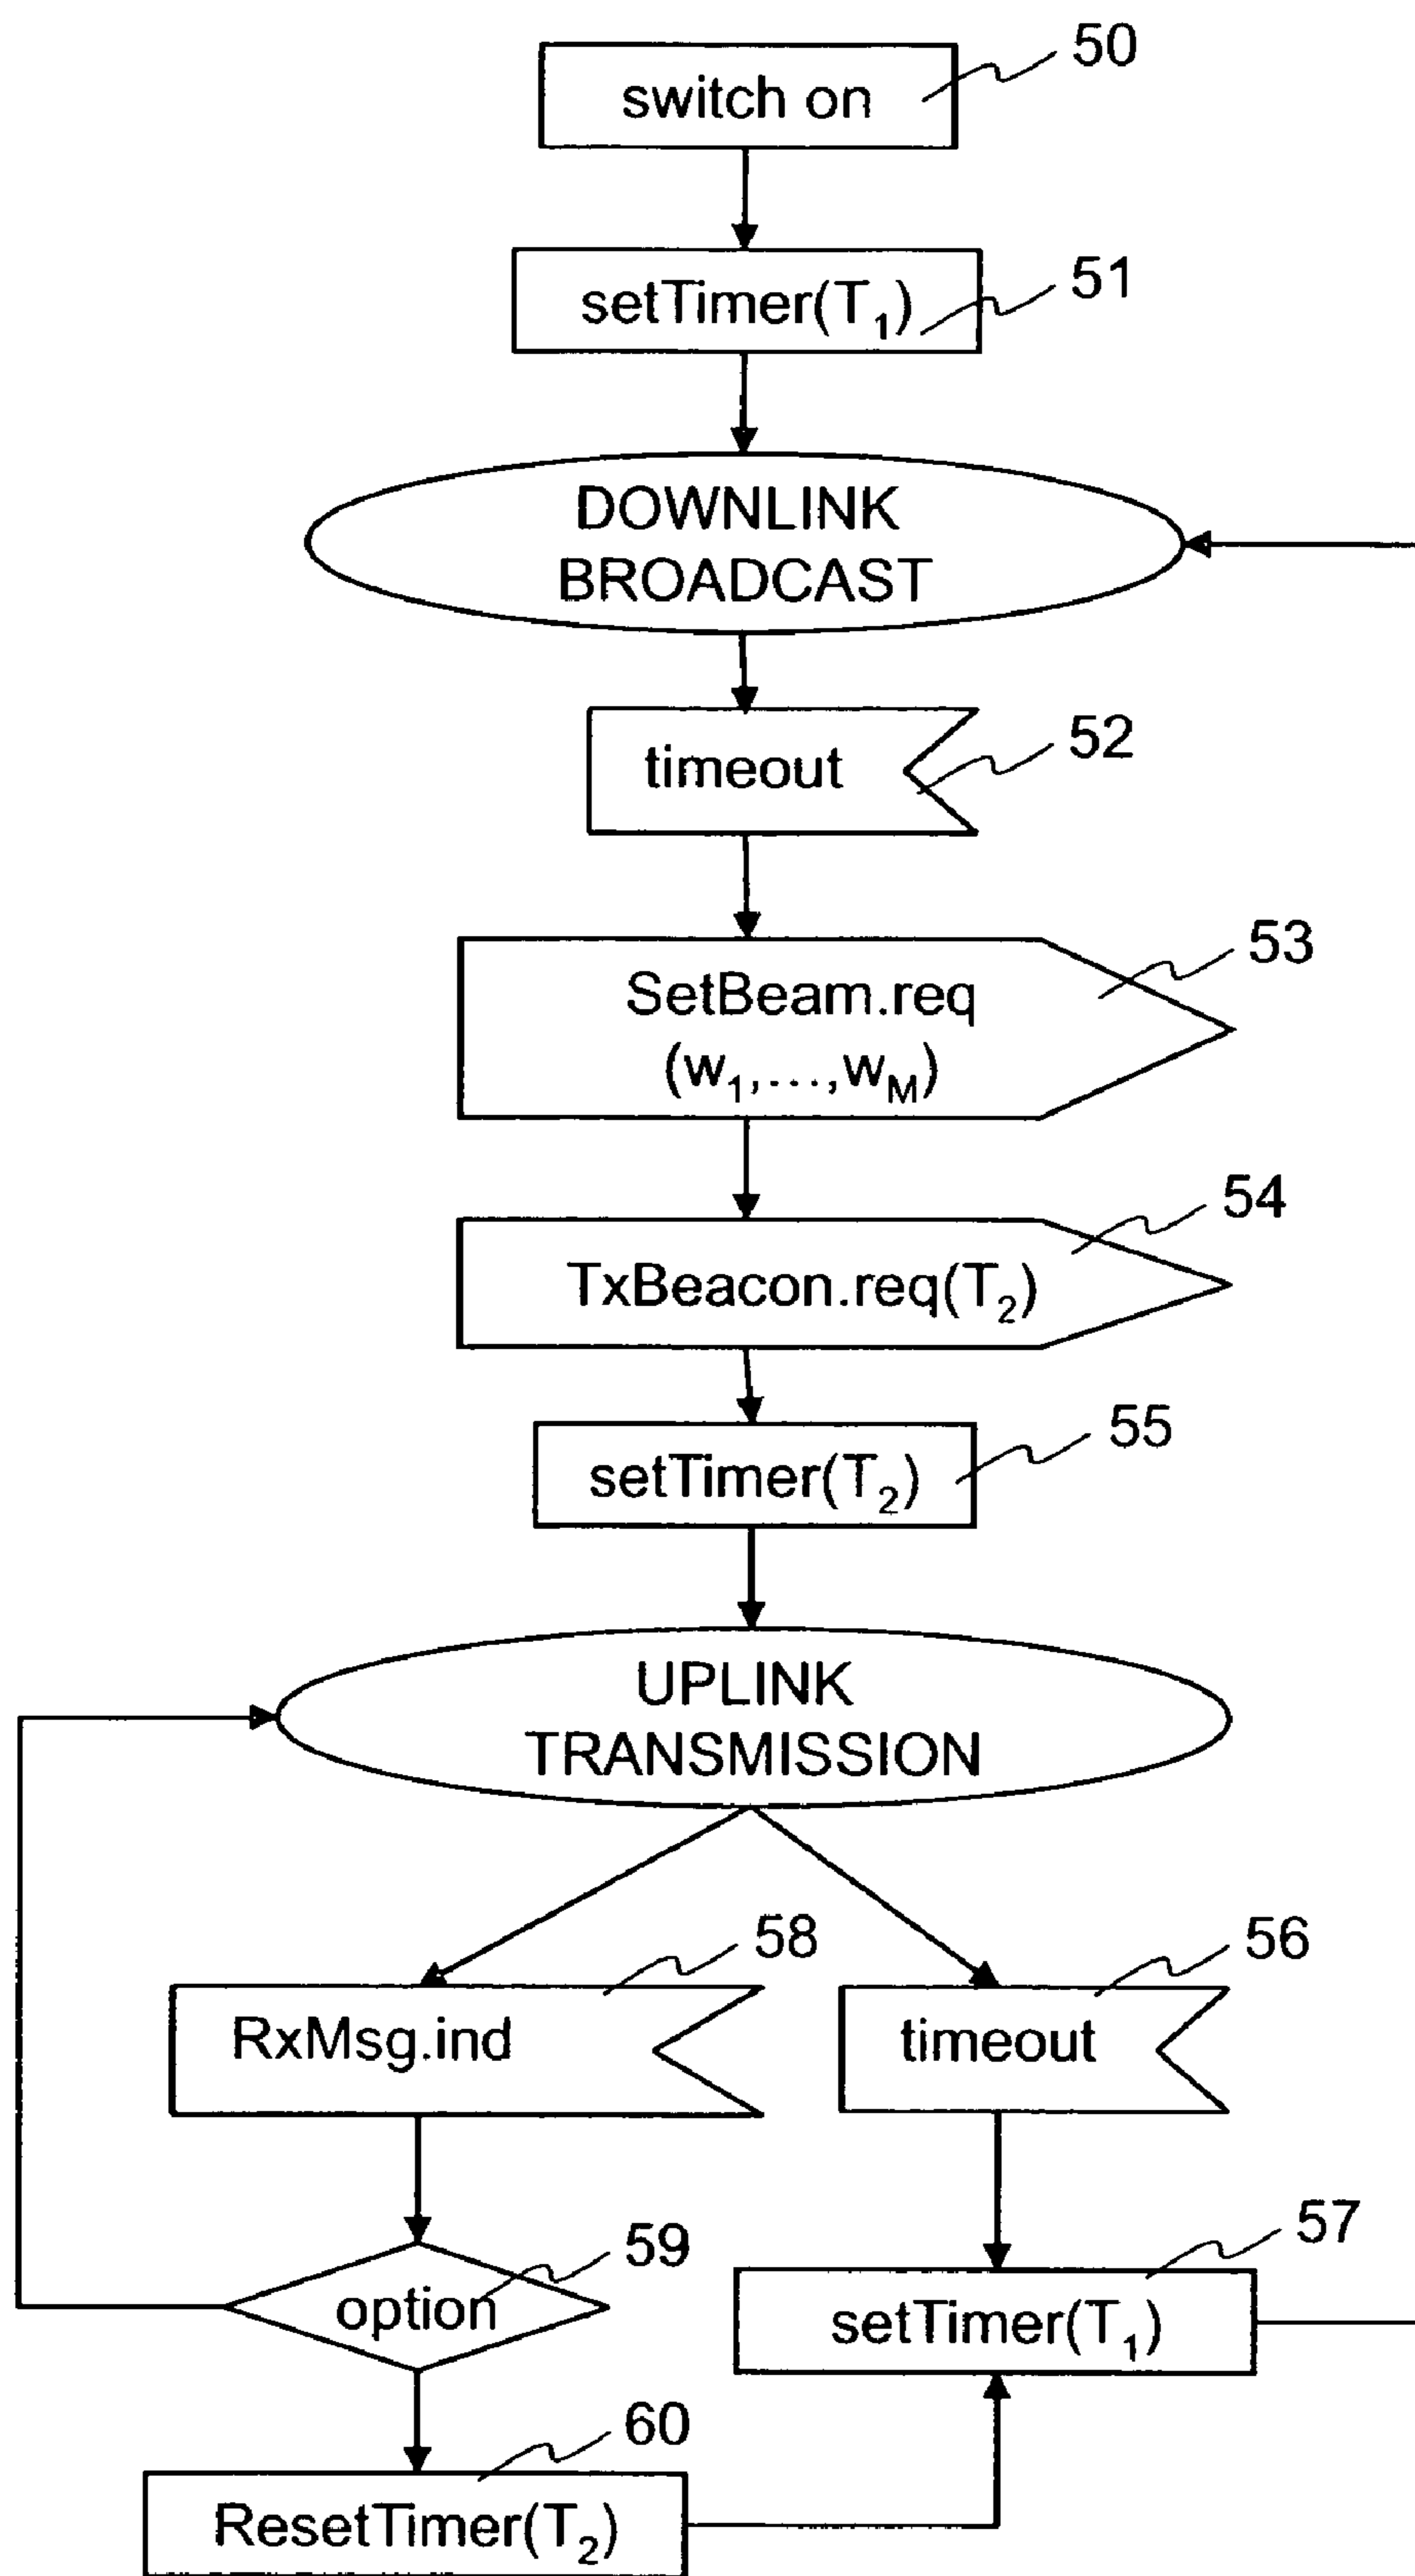 50
switch on
51
setTimer(T₁)
DOWNLINK
BROADCAST
52
timeout
53
SetBeam.req
(w₁,...,w_M)
54
TxBeacon.req(T₂)
55
setTimer(T₂)
UPLINK
TRANSMISSION
58
56
RxMsg.ind
timeout
59
57
option
setTimer(T₁)
60
ResetTimer(T₂)